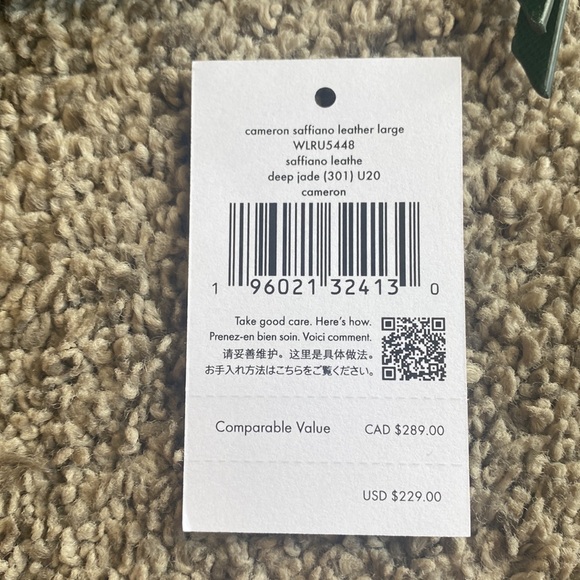 cameron saffiano leather large
WLRU5448
saffiano leathe
deep jade (301) U20
cameron
1 96021 32413 0
Take good care. Here's how.
Prenez-en bien soin. Voici comment.
请妥善维护。这里是具体做法。
お手入れ方法はこちらをご覧ください。
Comparable Value CAD $289.00
USD $229.00